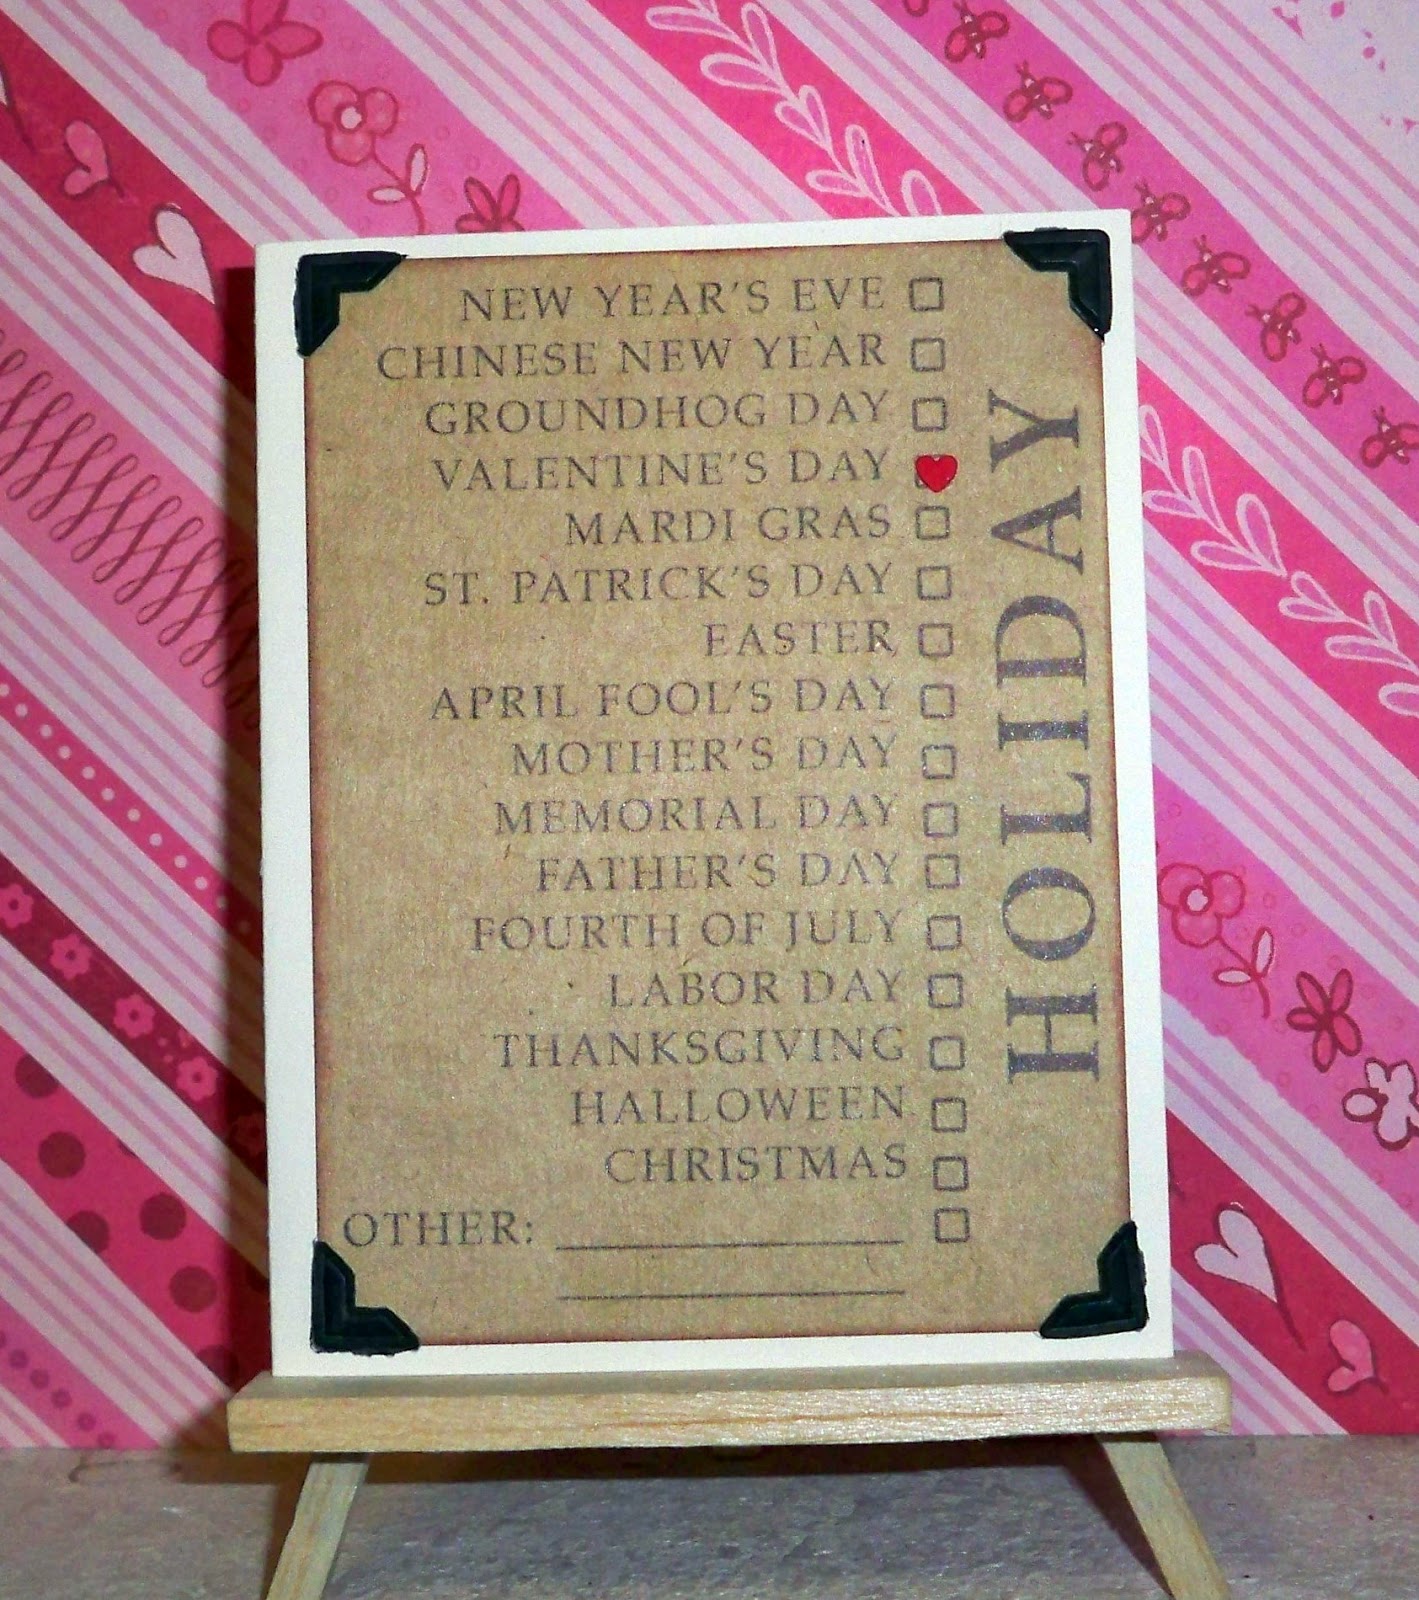 NEW YEAR'S EVE
CHINESE NEW YEAR
GROUNDHOG DAY
VALENTINE'S DAY
MARDI GRAS
ST. PATRICK'S DAY
EASTER
APRIL FOOL'S DAY
MOTHER'S DAY
MEMORIAL DAY
FATHER'S DAY
FOURTH OF JULY
LABOR DAY
THANKSGIVING
HALLOWEEN
CHRISTMAS
OTHER:
HOLIDAY